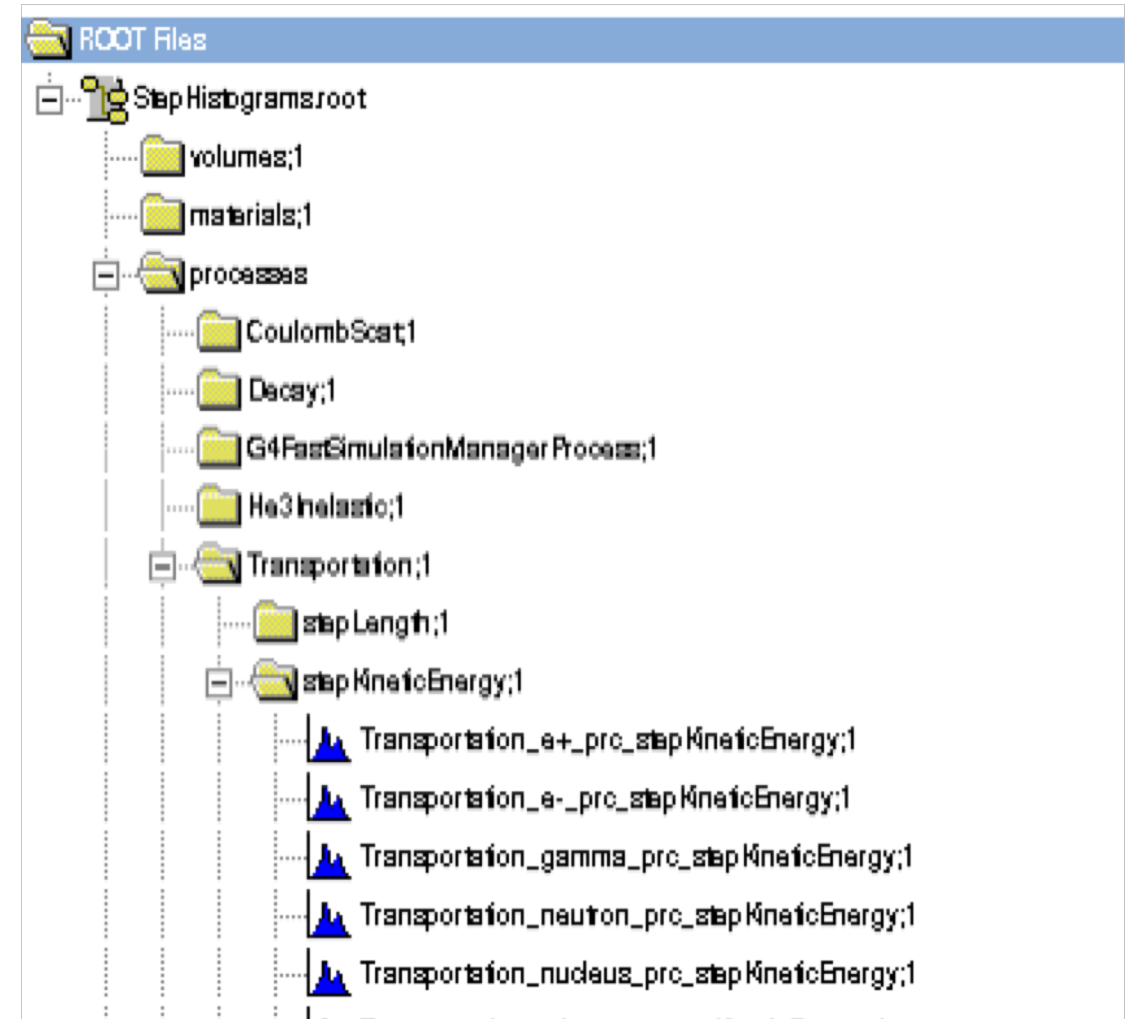 ROOT Files
StepHistograms.root
volumes;1
materials;1
processes
CoulombScat;1
Decay;1
G4FastSimulationManagerProcess;1
He3Inelastic;1
Transportation;1
stepLength;1
stepKineticEnergy;1
Transportation_e+_prc_stepKineticEnergy;1
Transportation_e-_prc_stepKineticEnergy;1
Transportation_gamma_prc_stepKineticEnergy;1
Transportation_neutron_prc_stepKineticEnergy;1
Transportation_nucleus_prc_stepKineticEnergy;1